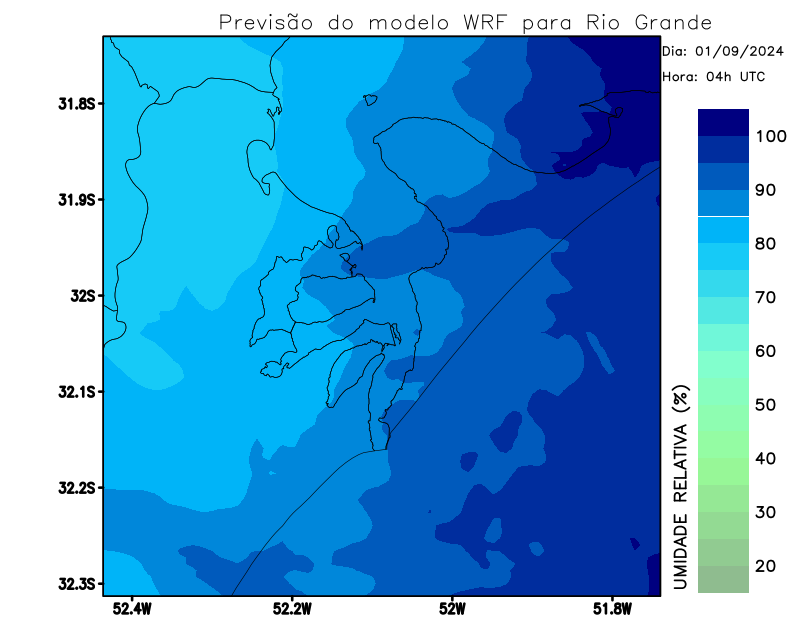 Previsão do modelo WRF para Rio Grande
Dia: 01/09/2024
Hora: 04h UTC
31.8S
31.9S
32S
32.1S
32.2S
32.3S
52.4W
52.2W
52W
51.8W
100
90
80
70
60
50
40
30
20
UMIDADE RELATIVA (%)